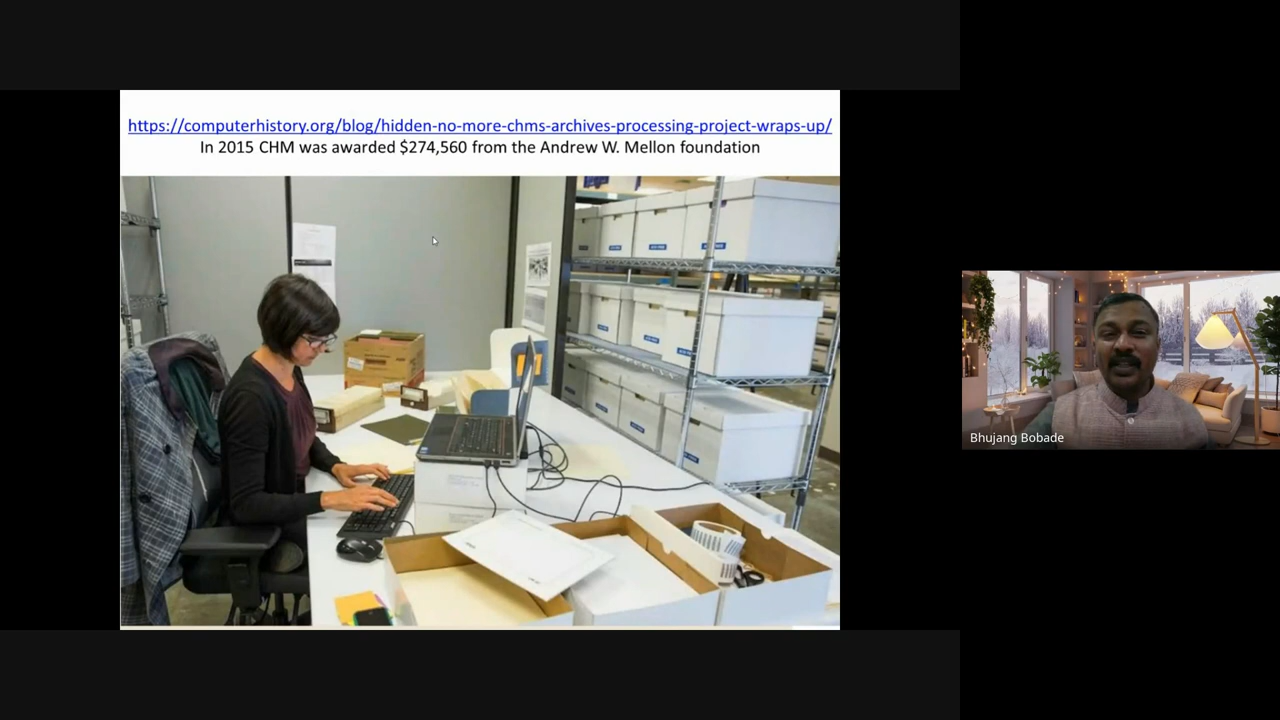 https://computerhistory.org/blog/hidden-no-more-chms-archives-processing-project-wraps-up/
In 2015 CHM was awarded $274,560 from the Andrew W. Mellon foundation
Bhujang Bobade